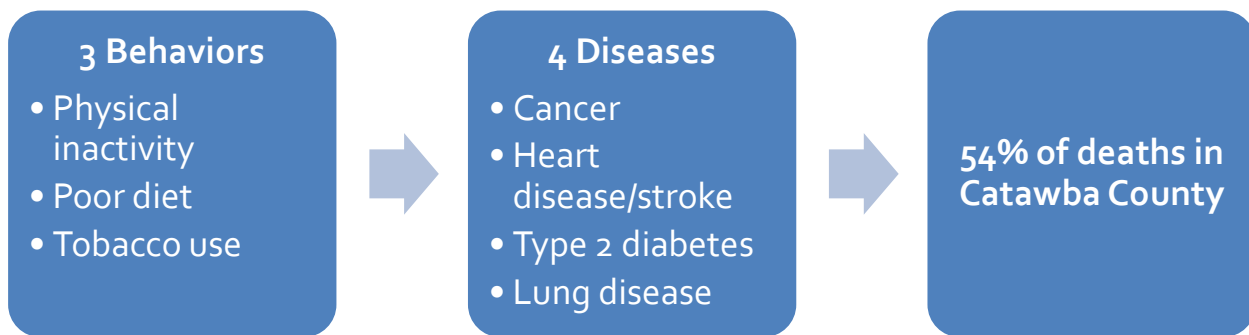 3 Behaviors
• Physical
inactivity
• Poor diet
• Tobacco use
4 Diseases
• Cancer
• Heart
disease/stroke
• Type 2 diabetes
• Lung disease
54% of deaths in
Catawba County